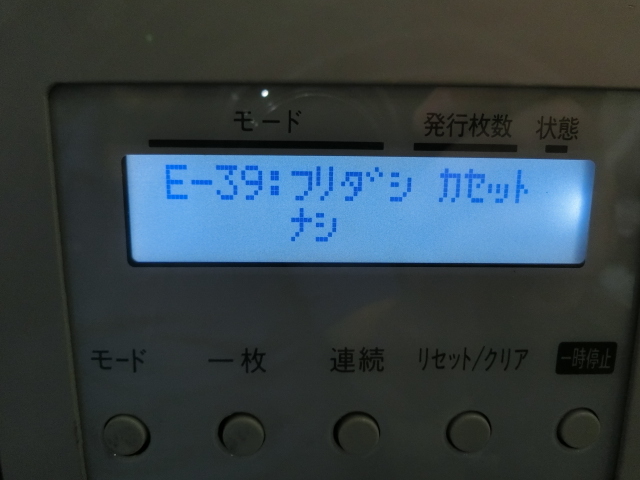 モード 発行枚数 状態
E-39:フリダシ カセット
ナシ
モード 一枚 連続 リセット/クリア 一時停止